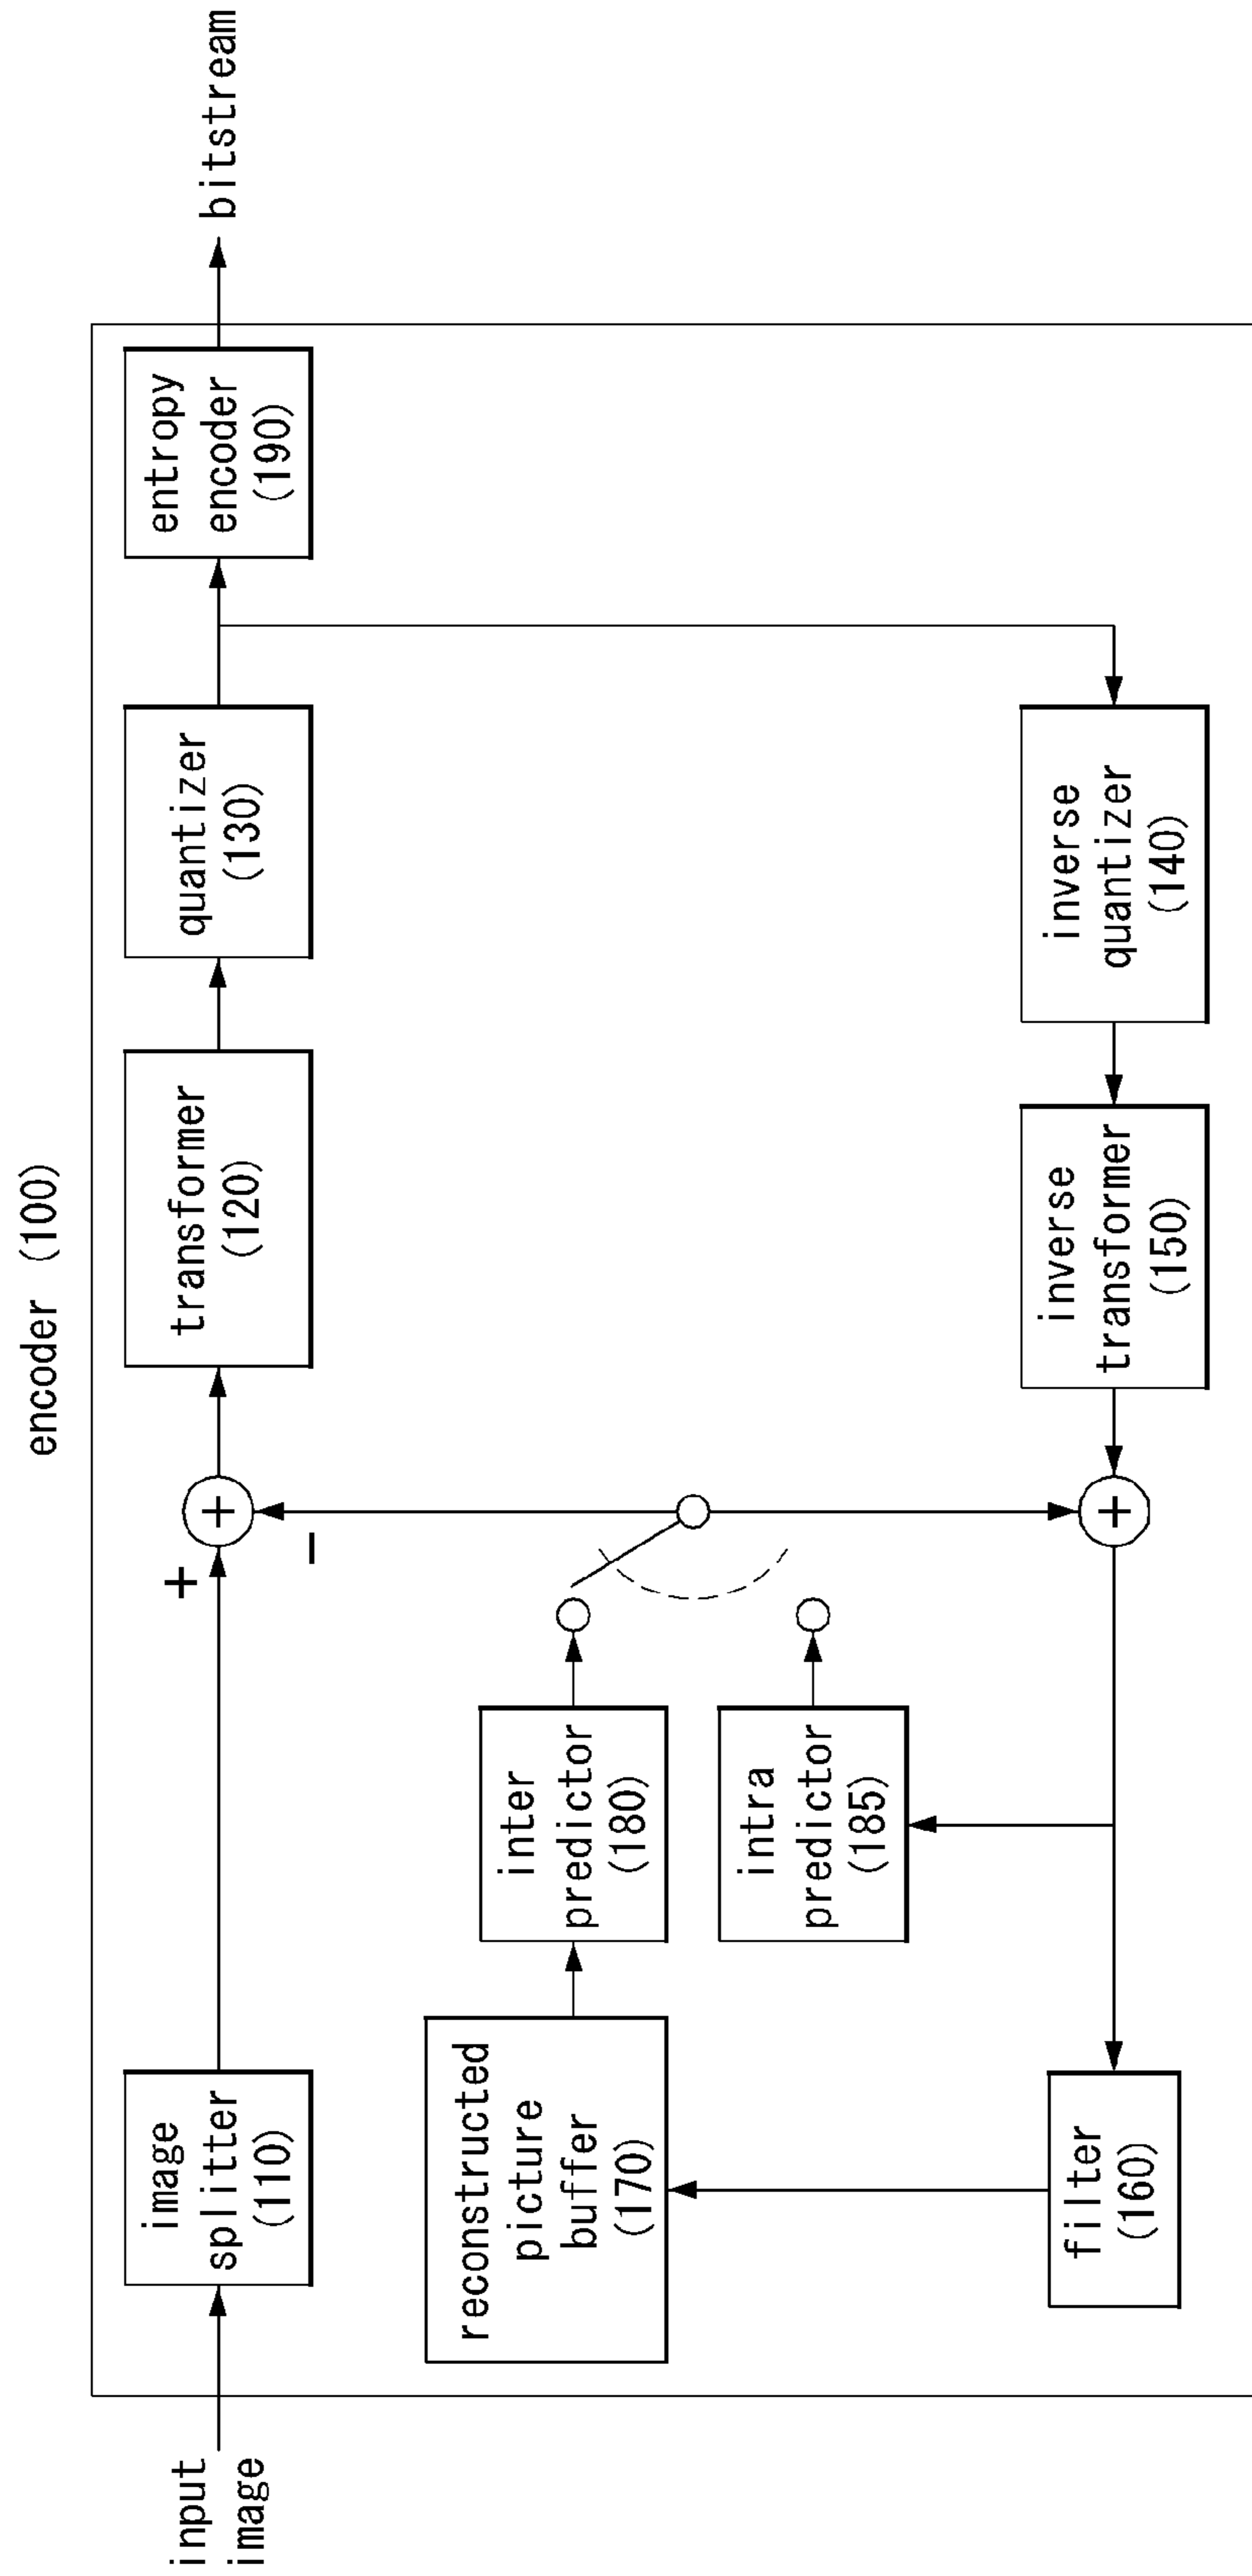 encoder (100)
input
image
image
splitter
(110)
+
−
+
transformer
(120)
quantizer
(130)
entropy
encoder
(190)
bitstream
reconstructed
picture
buffer
(170)
inter
predictor
(180)
intra
predictor
(185)
filter
(160)
+
inverse
transformer
(150)
inverse
quantizer
(140)